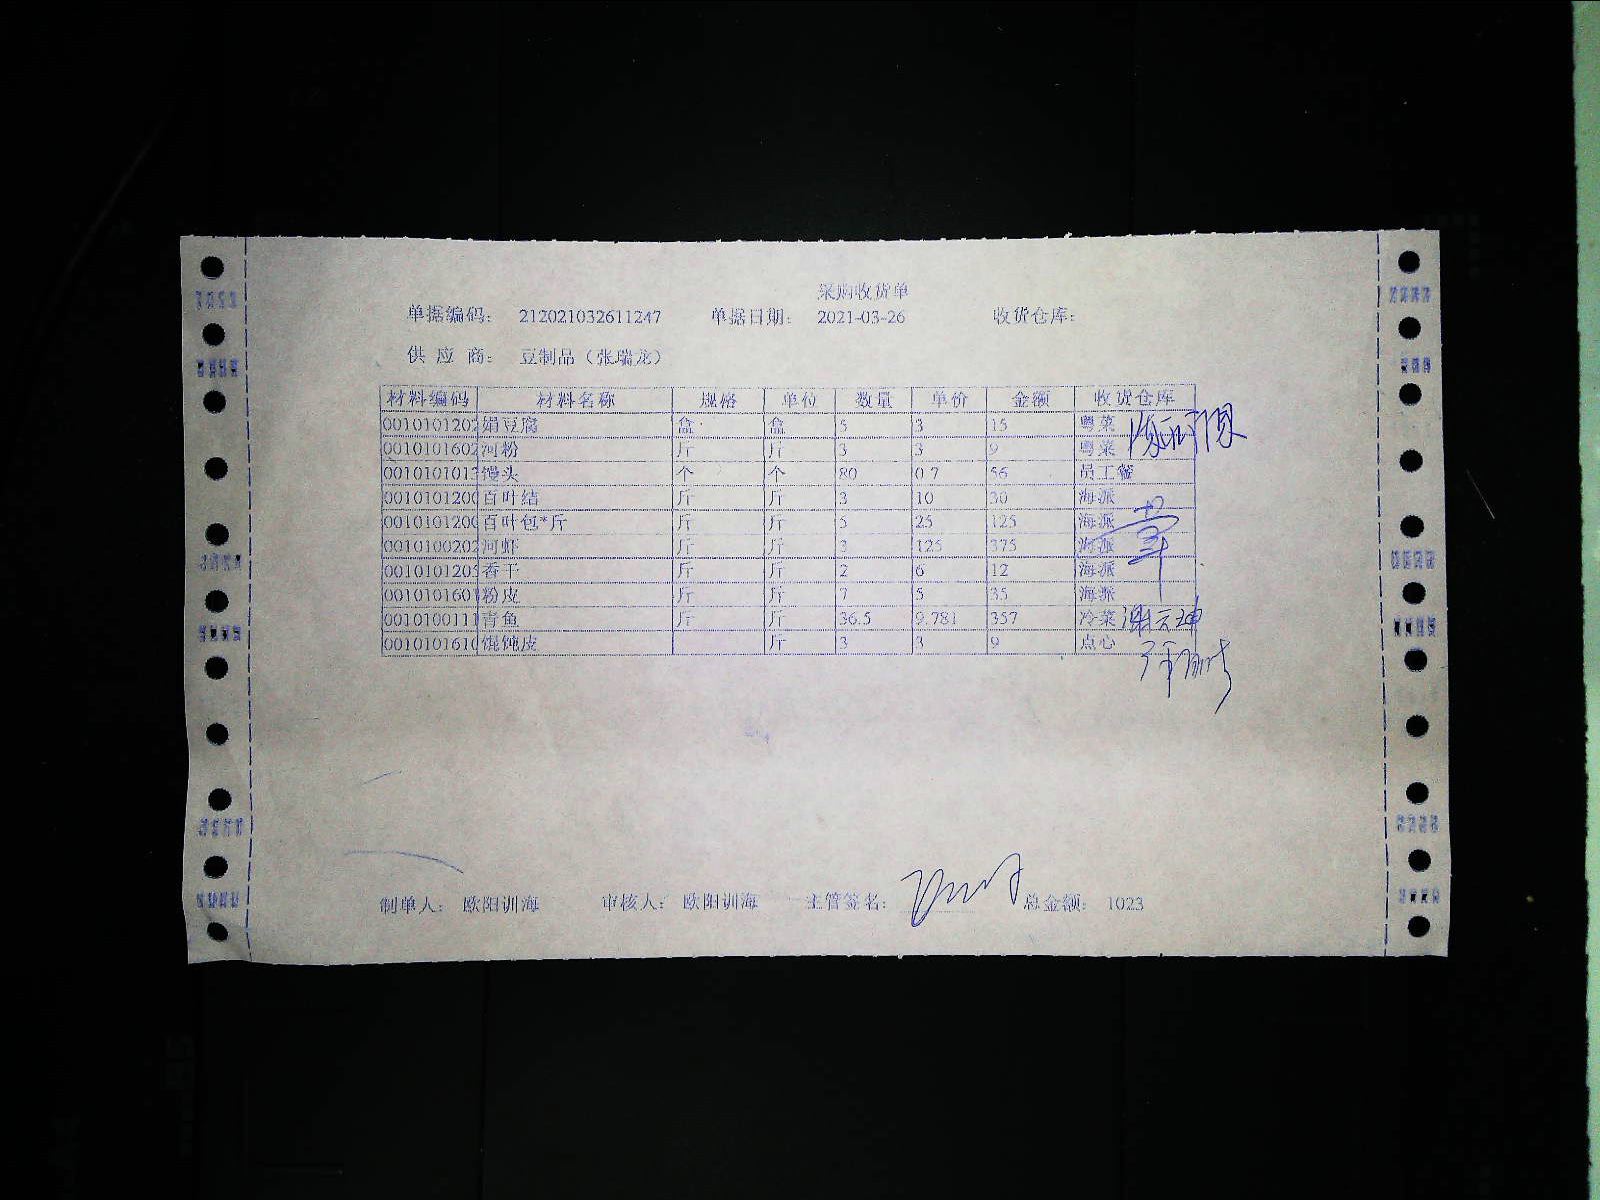 采购收货单
单据编码： 212021032611247 单据日期： 2021-03-26 收货仓库：
供 应 商： 豆制品（张瑞龙）
材料编码 材料名称 规格 单位 数量 单价 金额 收货仓库
0010101202 绢豆腐 盒 盒 5 3 15 粤菜
0010101602 河粉 斤 斤 3 3 9 粤菜
0010101013 馒头 个 个 80 0.7 56 员工餐
0010101200 百叶结 斤 斤 3 10 30 海派
0010101200 百叶包*斤 斤 斤 5 25 125 海派
0010100202 河虾 斤 斤 3 125 375 海派
0010101205 香干 斤 斤 2 6 12 海派
0010101601 粉皮 斤 斤 7 5 35 海派
0010100111 青鱼 斤 斤 36.5 9.781 357 冷菜
0010101610 馄饨皮 斤 3 3 9 点心
制单人： 欧阳训海 审核人： 欧阳训海 主管签名： 总金额： 1023